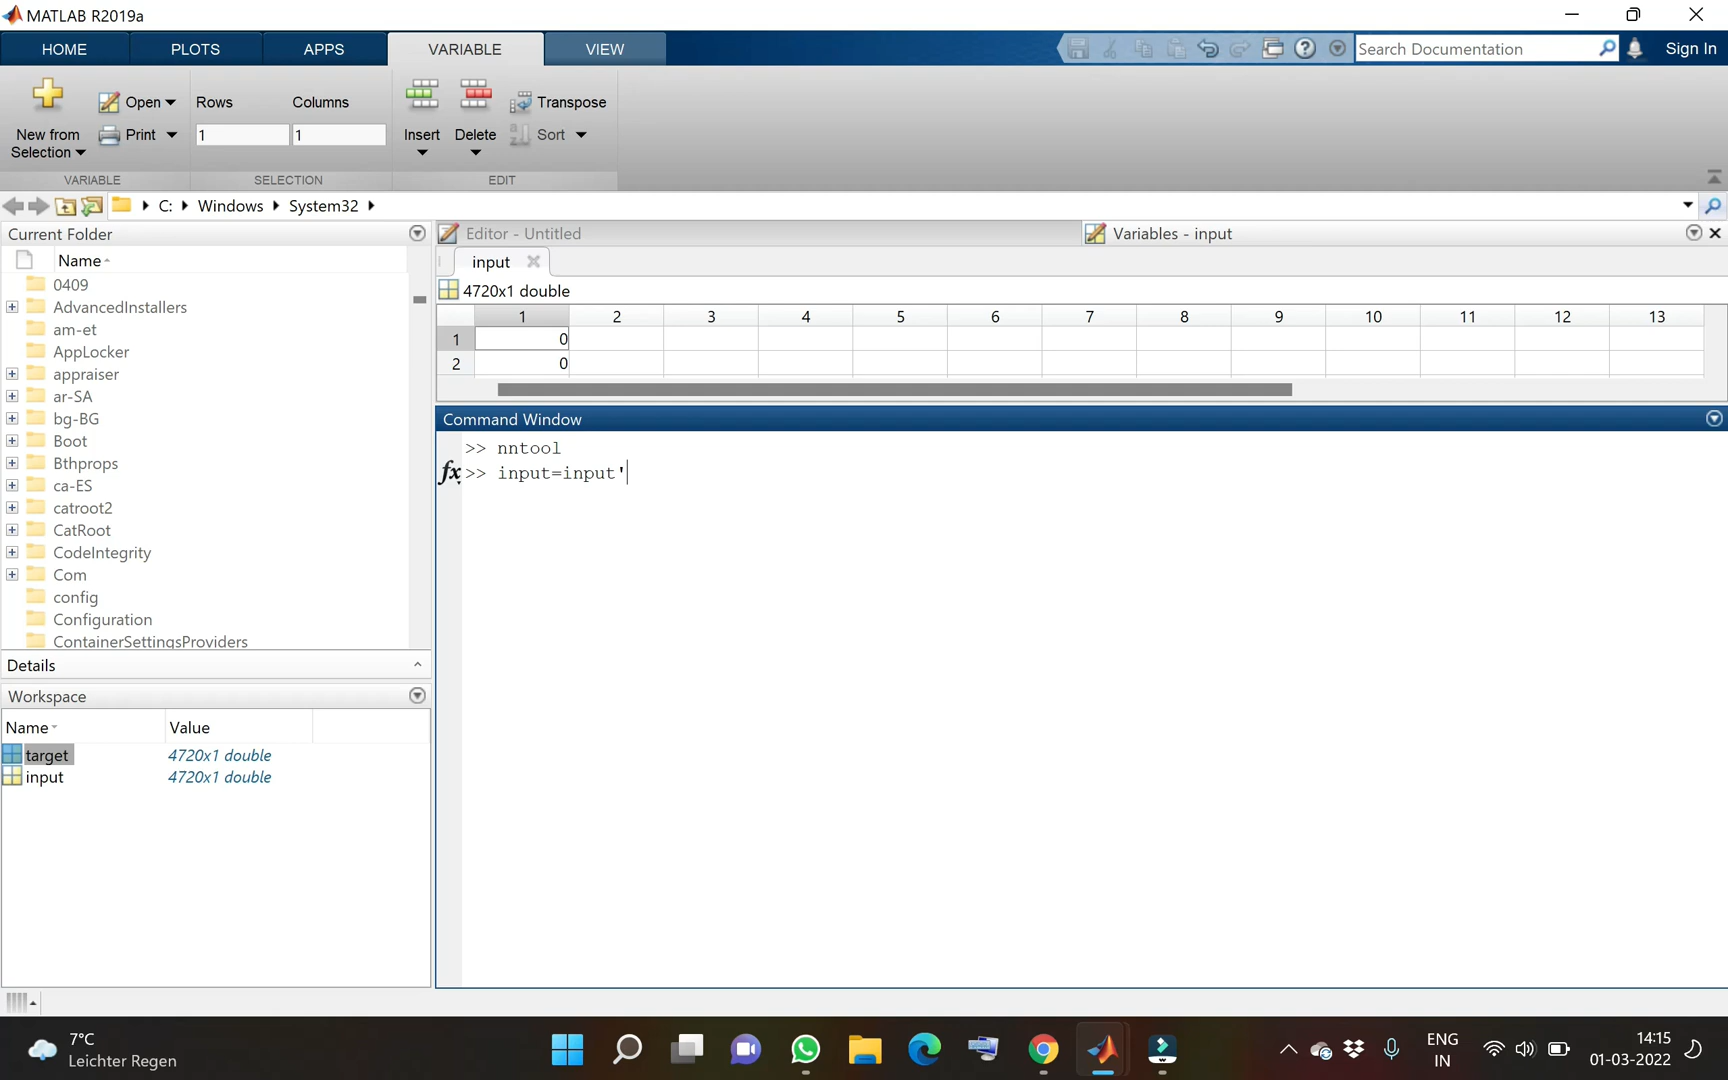 MATLAB R2019a
HOME PLOTS APPS VARIABLE VIEW
Search Documentation
Sign In
New from
Selection
Open
Print
Rows
Columns
1
1
Insert
Delete
Transpose
Sort
VARIABLE
SELECTION
EDIT
C: Windows System32
Current Folder
Name
0409
AdvancedInstallers
am-et
AppLocker
appraiser
ar-SA
bg-BG
Boot
Bthprops
ca-ES
catroot2
CatRoot
CodeIntegrity
Com
config
Configuration
ContainerSettingsProviders
Details
Workspace
Name Value
target 4720x1 double
input 4720x1 double
Editor - Untitled
Variables - input
input
4720x1 double
1 2 3 4 5 6 7 8 9 10 11 12 13
1 0
2 0
Command Window
>> nntool
fx >> input=input'
7°C
Leichter Regen
ENG
IN
14:15
01-03-2022